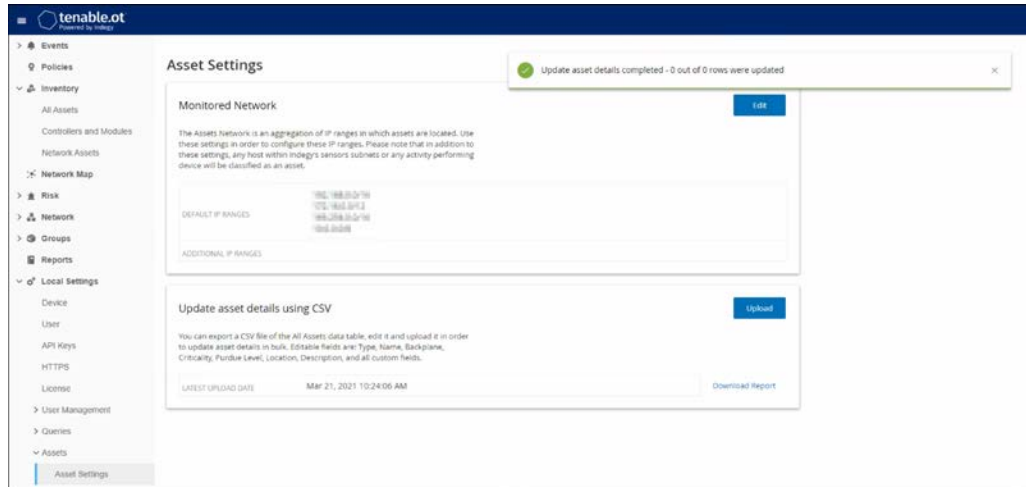 tenable.ot
Powered by Indegy
Events
Policies
Inventory
All Assets
Controllers and Modules
Network Assets
Network Map
Risk
Network
Groups
Reports
Local Settings
Device
User
API Keys
HTTPS
License
User Management
Queries
Assets
Asset Settings
Asset Settings
Update asset details completed - 0 out of 0 rows were updated
Monitored Network
Edit
The Assets Network is an aggregation of IP ranges in which assets are located. Use
these settings in order to configure these IP ranges. Please note that in addition to
these settings, any host within Indegy's sensors subnets or any activity performing
device will be classified as an asset.
DEFAULT IP RANGES
ADDITIONAL IP RANGES
Update asset details using CSV
Upload
You can export a CSV file of the All Assets data table, edit it and upload it in order
to update asset details in bulk. Editable fields are: Type, Name, Backplane,
Criticality, Purdue Level, Location, Description, and all custom fields.
LATEST UPLOAD DATE
Mar 21, 2021 10:24:06 AM
Download Report